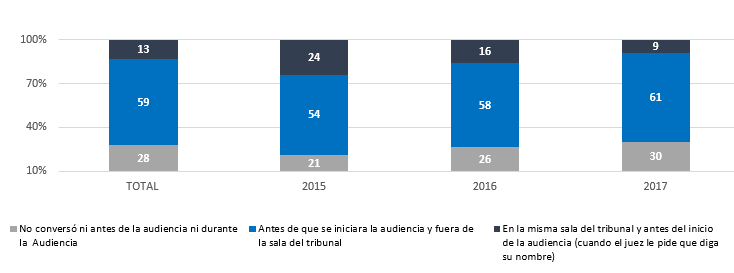 100%
70%
40%
10%
13
59
28
24
54
21
16
58
26
9
61
30
TOTAL
2015
2016
2017
No conversó ni antes de la audiencia ni durante
la Audiencia
Antes de que se iniciara la audiencia y fuera de
la sala del tribunal
En la misma sala del tribunal y antes del inicio
de la audiencia (cuando el juez le pide que diga
su nombre)